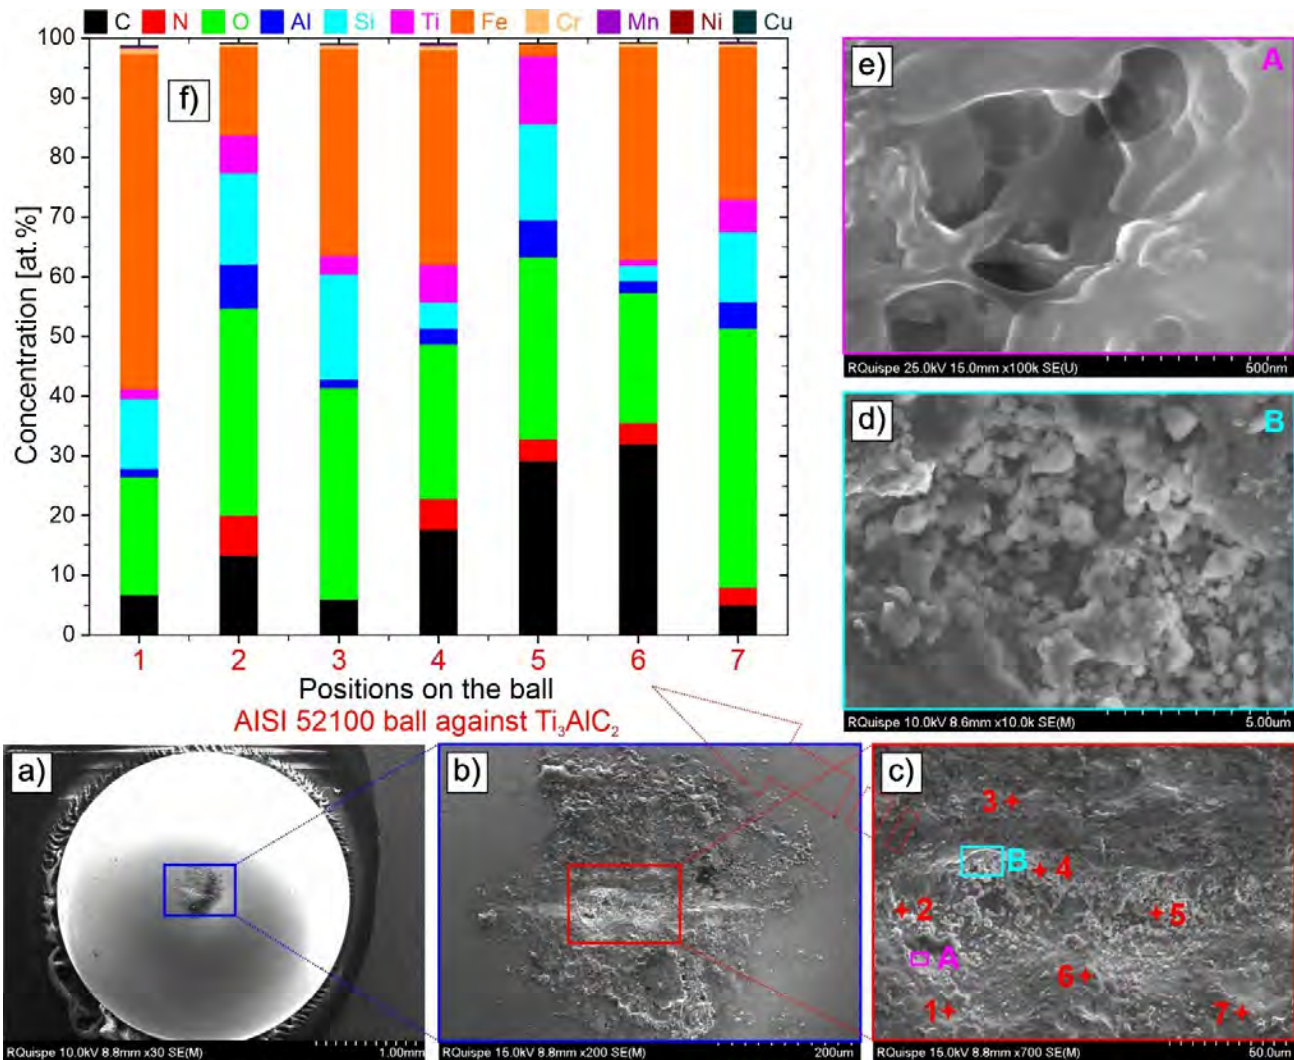 C N O Al Si Ti Fe Cr Mn Ni Cu
100
90
80
70
60
50
40
30
20
10
0
Concentration [at.%]
f)
1 2 3 4 5 6 7
Positions on the ball
AISI 52100 ball against Ti₃AlC₂
e)
A
RQuispe 25.0kV 15.0mm x100k SE(U) 500nm
d)
B
RQuispe 10.0kV 8.6mm x10.0k SE(M) 5.00um
a)
RQuispe 10.0kV 8.8mm x30 SE(M) 1.00mm
b)
RQuispe 15.0kV 8.8mm x200 SE(M) 200um
c)
3
B
4
2
5
A
6
1
7
RQuispe 15.0kV 8.8mm x700 SE(M) 50.0um